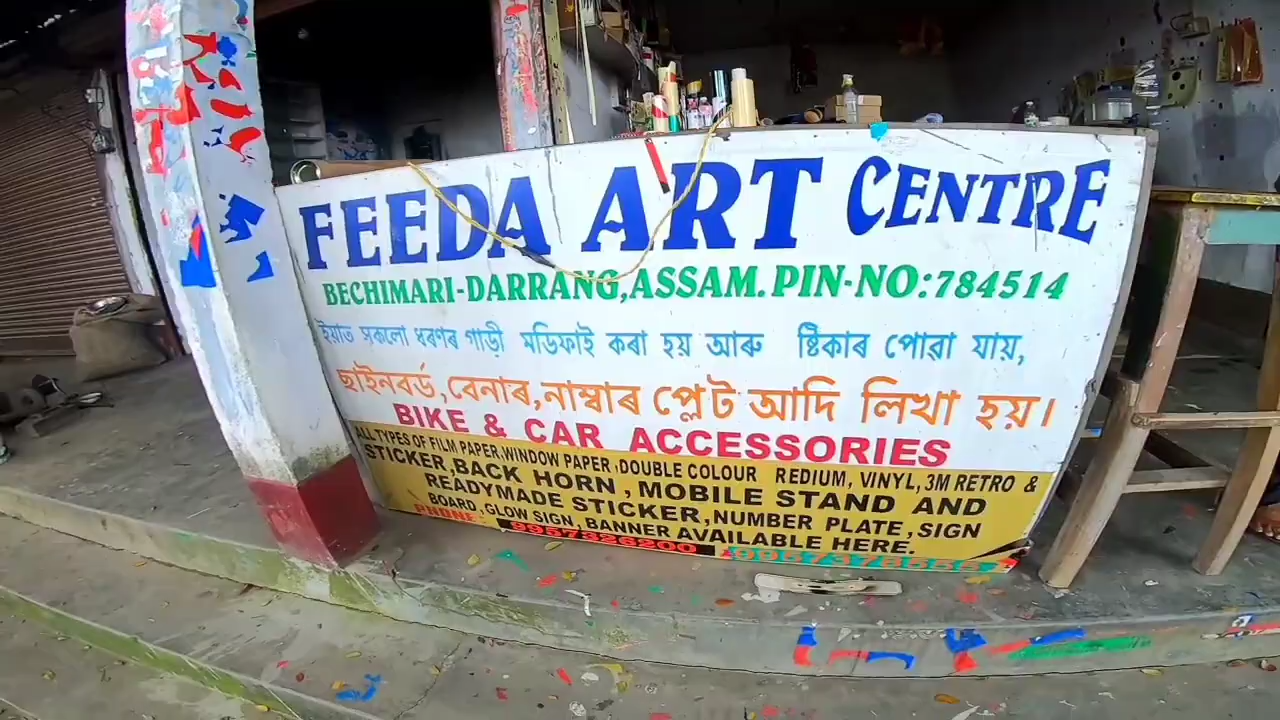 FEEDA ART CENTRE
BECHIMARI-DARRANG,ASSAM. PIN-NO:784514
ইয়াত সকলো ধৰণৰ গাড়ী মডিফাই কৰা হয় আৰু ষ্টিকাৰ পোৱা যায়,
ছাইনবৰ্ড,বেনাৰ,নাম্বাৰ প্লেট আদি লিখা হয়।
BIKE & CAR ACCESSORIES
ALL TYPES OF FILM PAPER,WINDOW PAPER ,DOUBLE COLOUR REDIUM, VINYL, 3M RETRO &
STICKER,BACK HORN , MOBILE STAND AND
READYMADE STICKER,NUMBER PLATE, SIGN
BOARD, GLOW SIGN, BANNER AVAILABLE HERE.
PHONE: 9957326200 9957378555